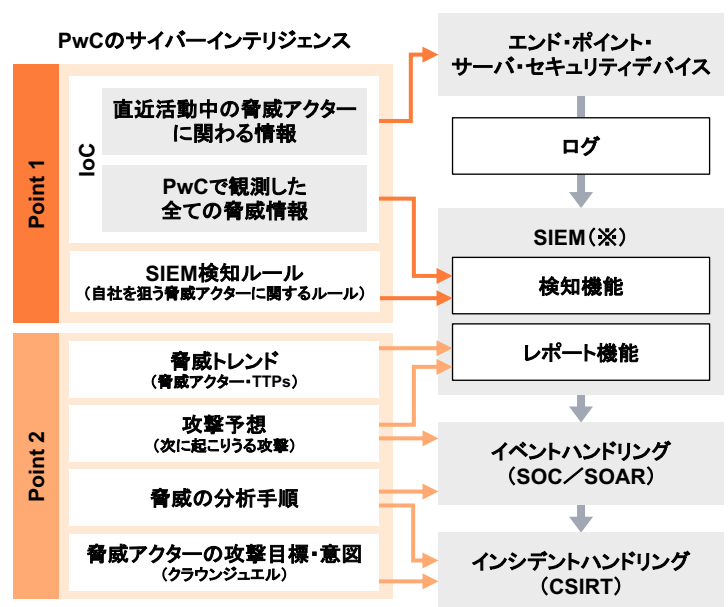 PwCのサイバーインテリジェンス
Point 1
IoC
直近活動中の脅威アクター
に関わる情報
PwCで観測した
全ての脅威情報
SIEM検知ルール
（自社を狙う脅威アクターに関するルール）
Point 2
脅威トレンド
（脅威アクター・TTPs）
攻撃予想
（次に起こりうる攻撃）
脅威の分析手順
脅威アクターの攻撃目標・意図
（クラウンジュエル）
エンド・ポイント・
サーバ・セキュリティデバイス
ログ
SIEM（※）
検知機能
レポート機能
イベントハンドリング
（SOC／SOAR）
インシデントハンドリング
（CSIRT）